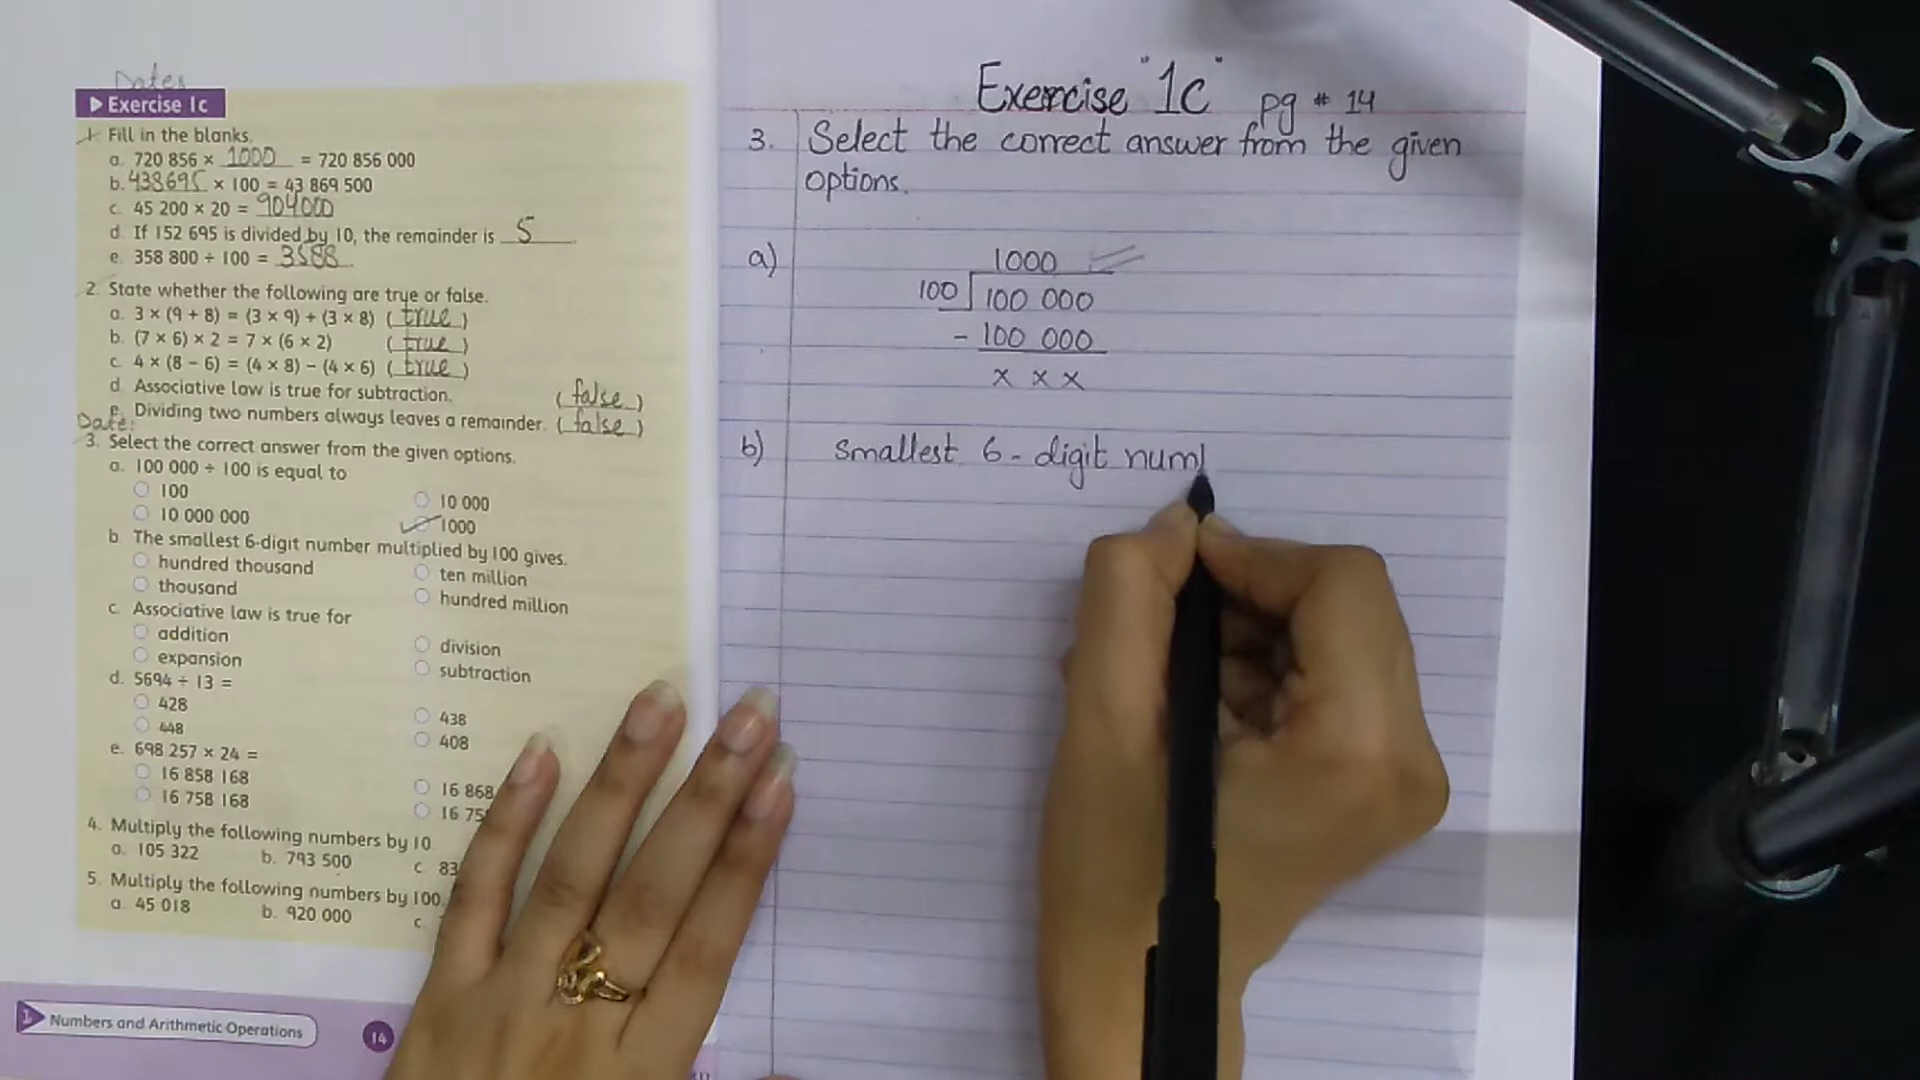 Date:
Exercise 1c
1. Fill in the blanks.
a. 720 856 × 1000 = 720 856 000
b. 438695 × 100 = 43 869 500
c. 45 200 × 20 = 904000
d. If 152 695 is divided by 10, the remainder is 5.
e. 358 800 ÷ 100 = 3588.
2. State whether the following are true or false.
a. 3 × (9 + 8) = (3 × 9) + (3 × 8) (true)
b. (7 × 6) × 2 = 7 × (6 × 2) (true)
c. 4 × (8 − 6) = (4 × 8) − (4 × 6) (true)
d. Associative law is true for subtraction. (false)
e. Dividing two numbers always leaves a remainder. (false)
Date:
3. Select the correct answer from the given options.
a. 100 000 ÷ 100 is equal to
100 10 000
10 000 000 1000
b. The smallest 6-digit number multiplied by 100 gives.
hundred thousand ten million
thousand hundred million
c. Associative law is true for
addition division
expansion subtraction
d. 5694 ÷ 13 =
428 438
448 408
e. 698 257 × 24 =
16 858 168 16 868
16 758 168 16 75
4. Multiply the following numbers by 10
a. 105 322 b. 793 500 c. 83
5. Multiply the following numbers by 100.
a. 45 018 b. 920 000 c.
1. Numbers and Arithmetic Operations 14
Exercise "1c" pg # 14
3. Select the correct answer from the given
options.
a) 1000
100 100 000
- 100 000
x x x
b) Smallest 6 - digit num